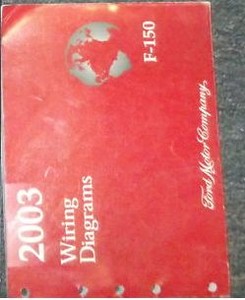 2003
Wiring
Diagrams
F-150
Ford Motor Company,